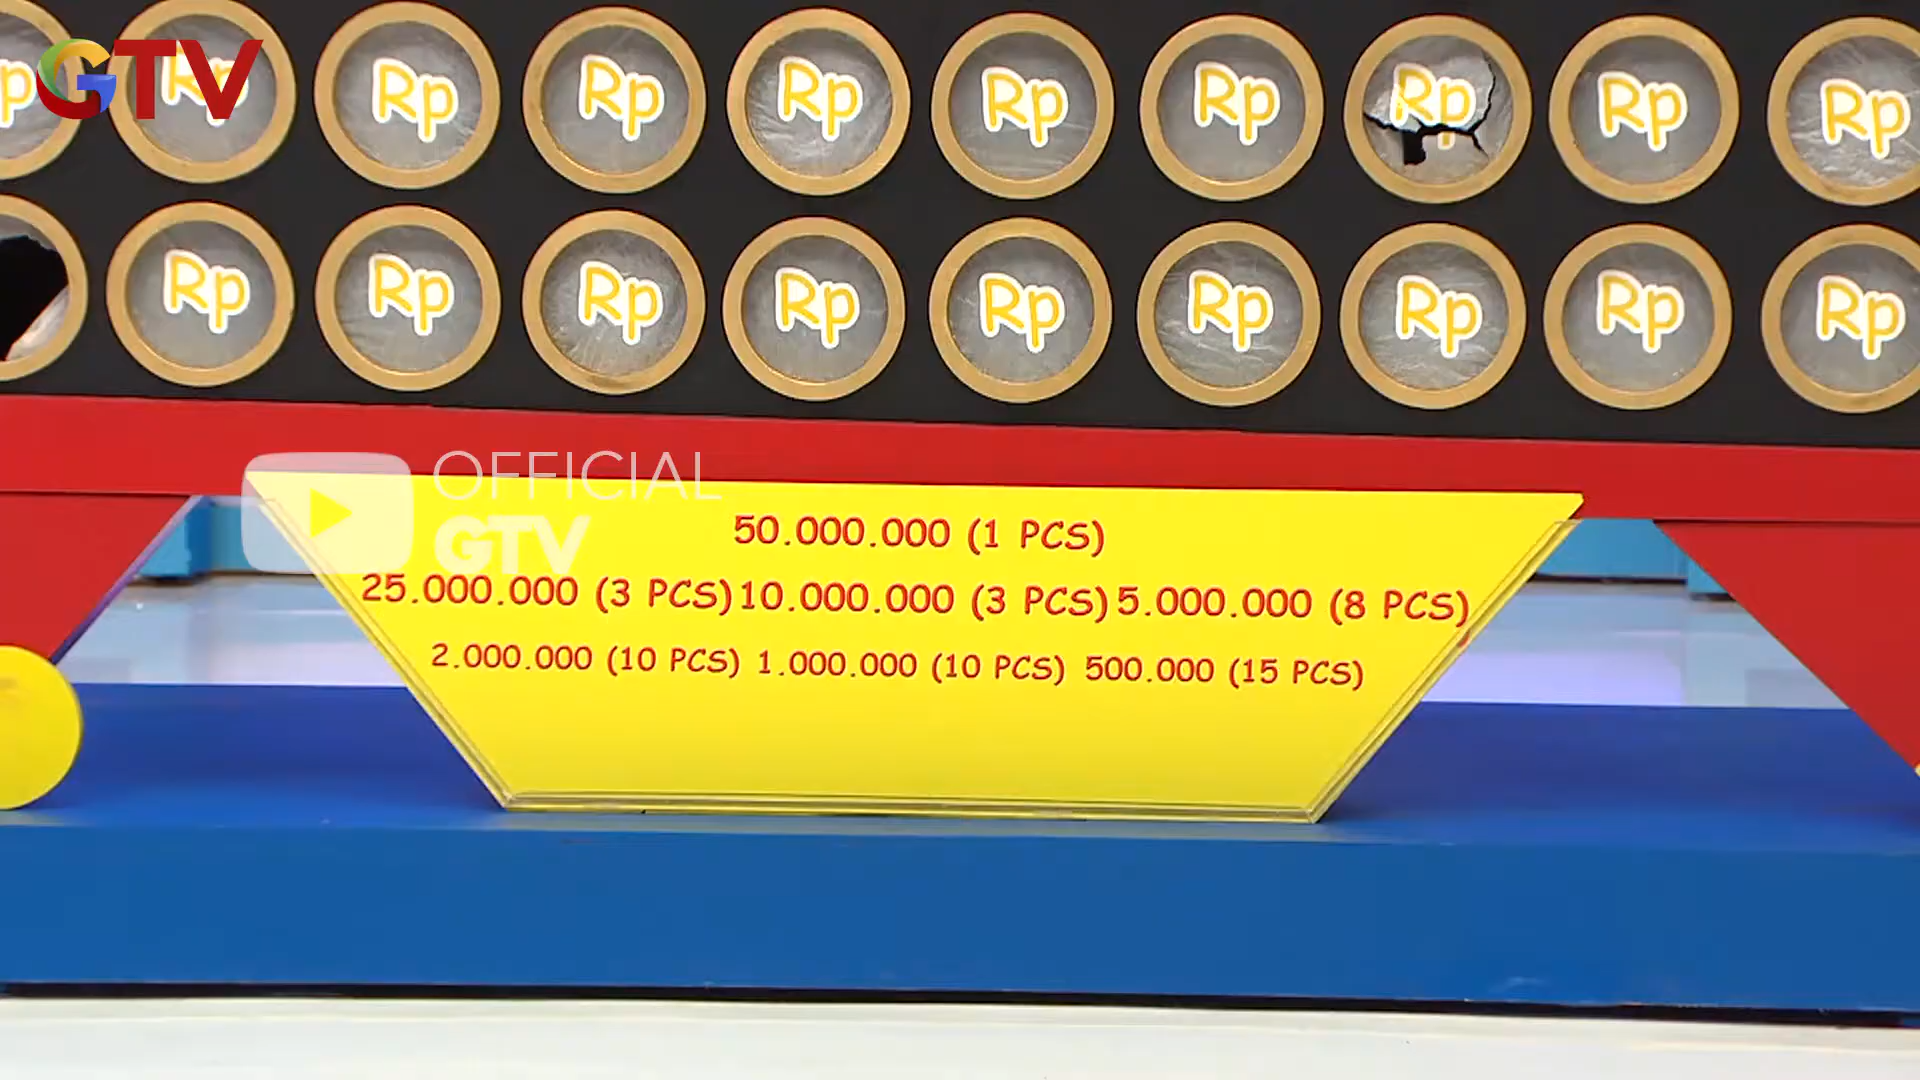 GTV
Rp Rp Rp Rp Rp Rp Rp Rp Rp Rp
Rp Rp Rp Rp Rp Rp Rp Rp Rp
OFFICIAL
GTV
50.000.000 (1 PCS)
25.000.000 (3 PCS) 10.000.000 (3 PCS) 5.000.000 (8 PCS)
2.000.000 (10 PCS) 1.000.000 (10 PCS) 500.000 (15 PCS)